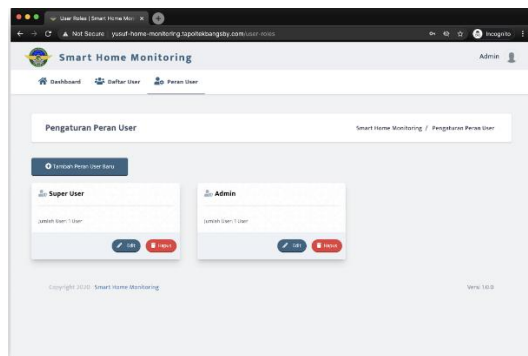 User Roles | Smart Home Mon
Not Secure | yusuf-home-monitoring.tapoltekbangsby.com/user-roles
Incognito
Smart Home Monitoring
Admin
Dashboard
Daftar User
Peran User
Pengaturan Peran User
Smart Home Monitoring / Pengaturan Peran User
Tambah Peran User Baru
Super User
Admin
Jumlah User: 1 User
Jumlah User: 1 User
Edit
Hapus
Edit
Hapus
Copyright 2020 Smart Home Monitoring
Versi 1.0.0